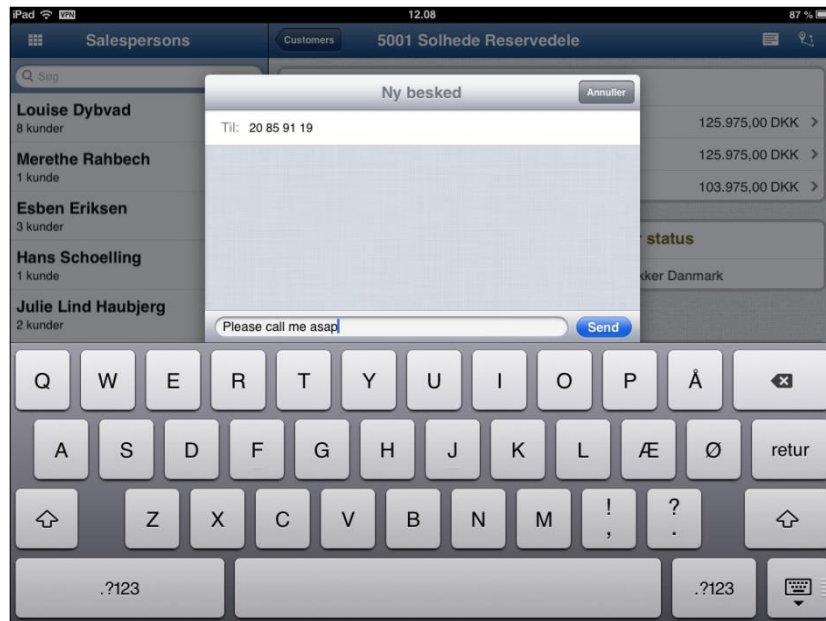 iPad VPN 12.08 87 %
Salespersons
Customers 5001 Solhede Reservedele
Søg
Louise Dybvad
8 kunder
Merethe Rahbech
1 kunde
Esben Eriksen
3 kunder
Hans Schoelling
1 kunde
Julie Lind Haubjerg
2 kunder
Ny besked Annuller
Til: 20 85 91 19
125.975,00 DKK
125.975,00 DKK
103.975,00 DKK
status
Danmark
Please call me asap Send
Q W E R T Y U I O P Å
A S D F G H J K L Æ Ø retur
Z X C V B N M ! , ? .
.?123 .?123